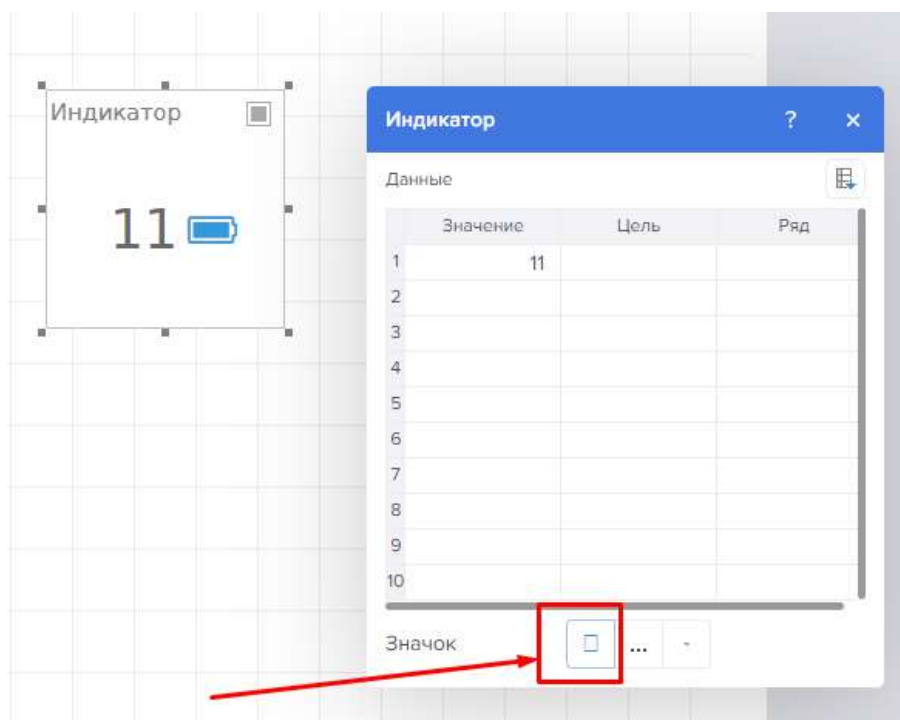 Индикатор
11
Индикатор ? ×
Данные
Значение Цель Ряд
1 11
2
3
4
5
6
7
8
9
10
Значок ... -